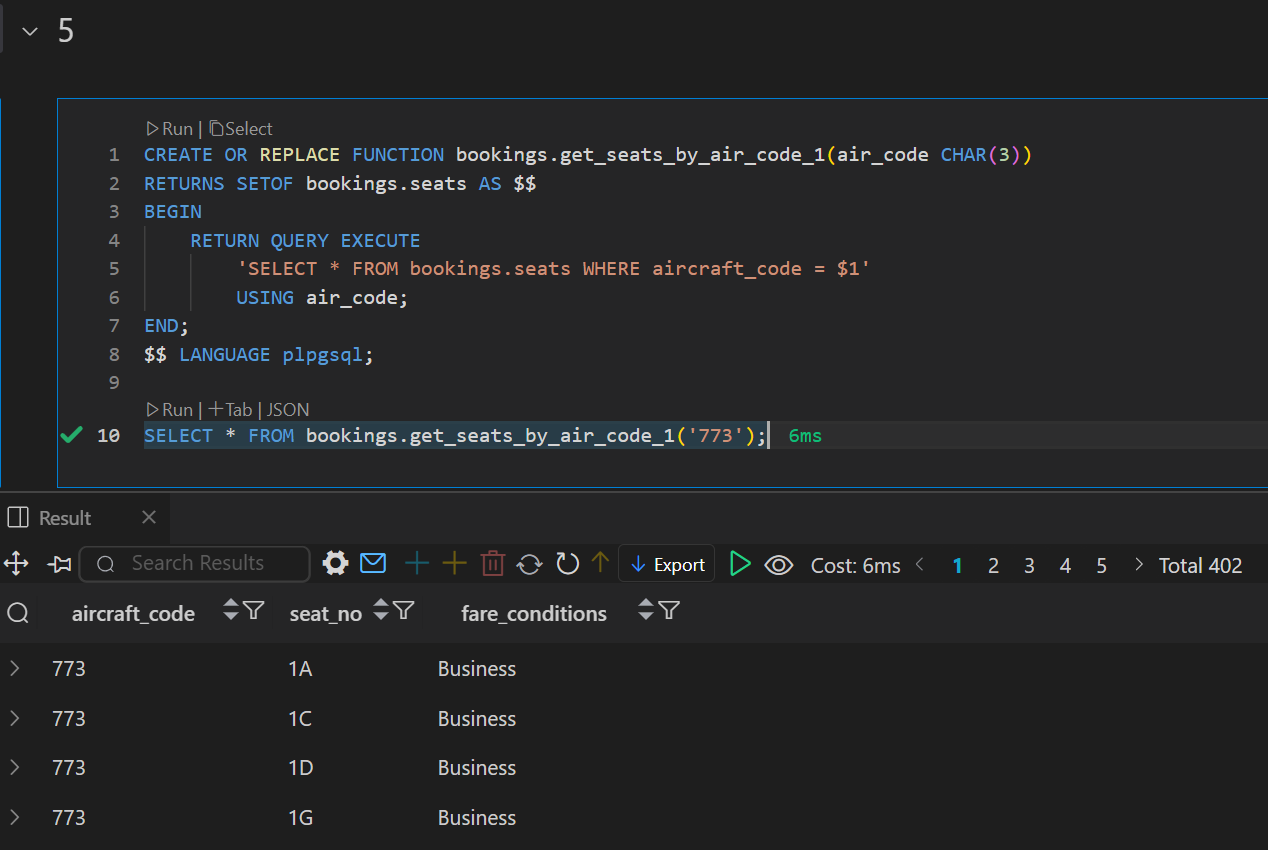 5
Run | Select
1 CREATE OR REPLACE FUNCTION bookings.get_seats_by_air_code_1(air_code CHAR(3))
2 RETURNS SETOF bookings.seats AS $$
3 BEGIN
4     RETURN QUERY EXECUTE
5         'SELECT * FROM bookings.seats WHERE aircraft_code = $1'
6         USING air_code;
7 END;
8 $$ LANGUAGE plpgsql;
9
Run | +Tab | JSON
10 SELECT * FROM bookings.get_seats_by_air_code_1('773'); 6ms
Result
Search Results Export Cost: 6ms < 1 2 3 4 5 > Total 402
aircraft_code seat_no fare_conditions
773 1A Business
773 1C Business
773 1D Business
773 1G Business